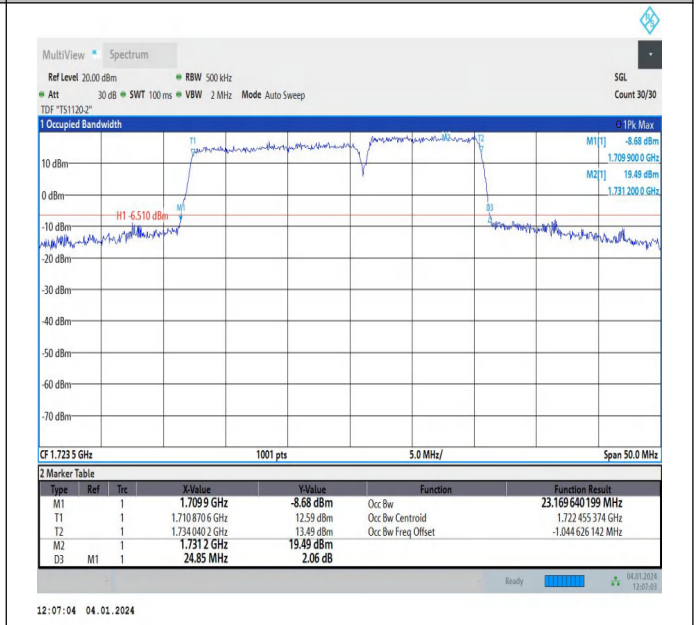 MultiView Spectrum
Ref Level 20.00 dBm RBW 500 kHz SGL
Att 30 dB SWT 100 ms VBW 2 MHz Mode Auto Sweep Count 30/30
TDF "TS1120-2"
1 Occupied Bandwidth 1Pk Max
M1[1] -8.68 dBm
1.709 900 0 GHz
M2[1] 19.49 dBm
1.731 200 0 GHz
T1 M2 T2
10 dBm
0 dBm
M1 D3
H1 -6.510 dBm
-10 dBm
-20 dBm
-30 dBm
-40 dBm
-50 dBm
-60 dBm
-70 dBm
CF 1.723 5 GHz 1001 pts 5.0 MHz/ Span 50.0 MHz
2 Marker Table
Type Ref Trc X-Value Y-Value Function Function Result
M1 1 1.709 9 GHz -8.68 dBm Occ Bw 23.169 640 199 MHz
T1 1 1.710 870 6 GHz 12.59 dBm Occ Bw Centroid 1.722 455 374 GHz
T2 1 1.734 040 2 GHz 13.49 dBm Occ Bw Freq Offset -1.044 626 142 MHz
M2 1 1.731 2 GHz 19.49 dBm
D3 M1 1 24.85 MHz 2.06 dB
Ready 04.01.2024
12:07:03
12:07:04 04.01.2024